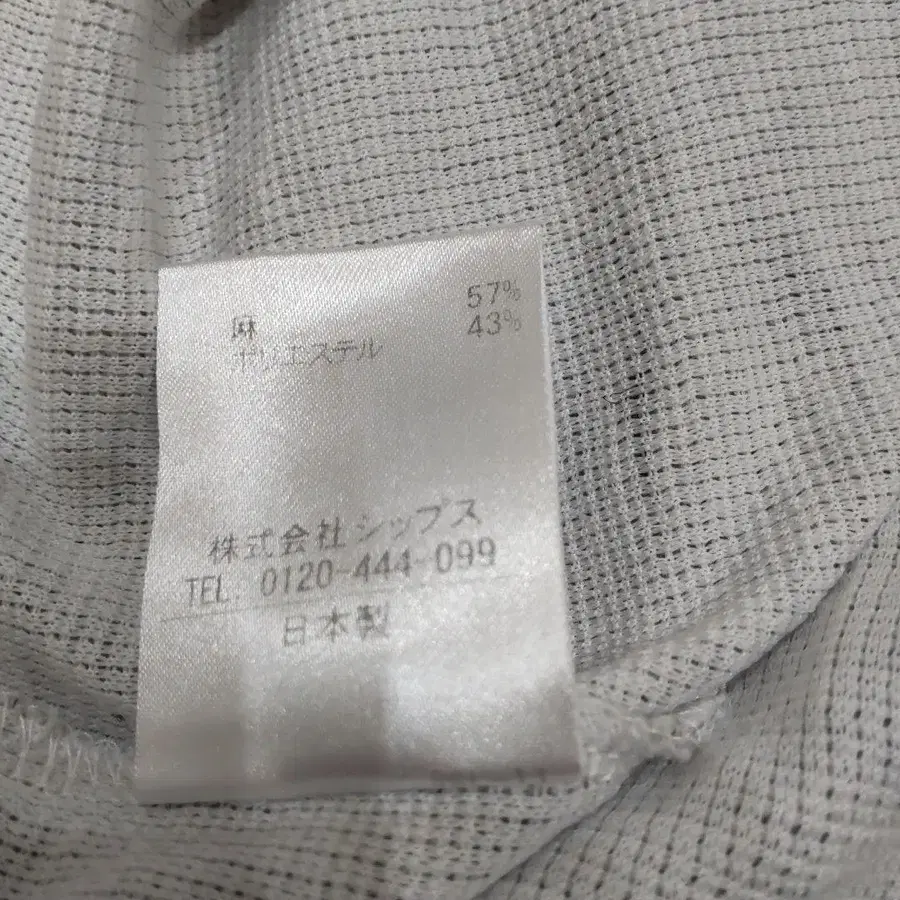 麻 57%
ポリエステル 43%
株式会社シップス
TEL. 0120-444-099
日本製